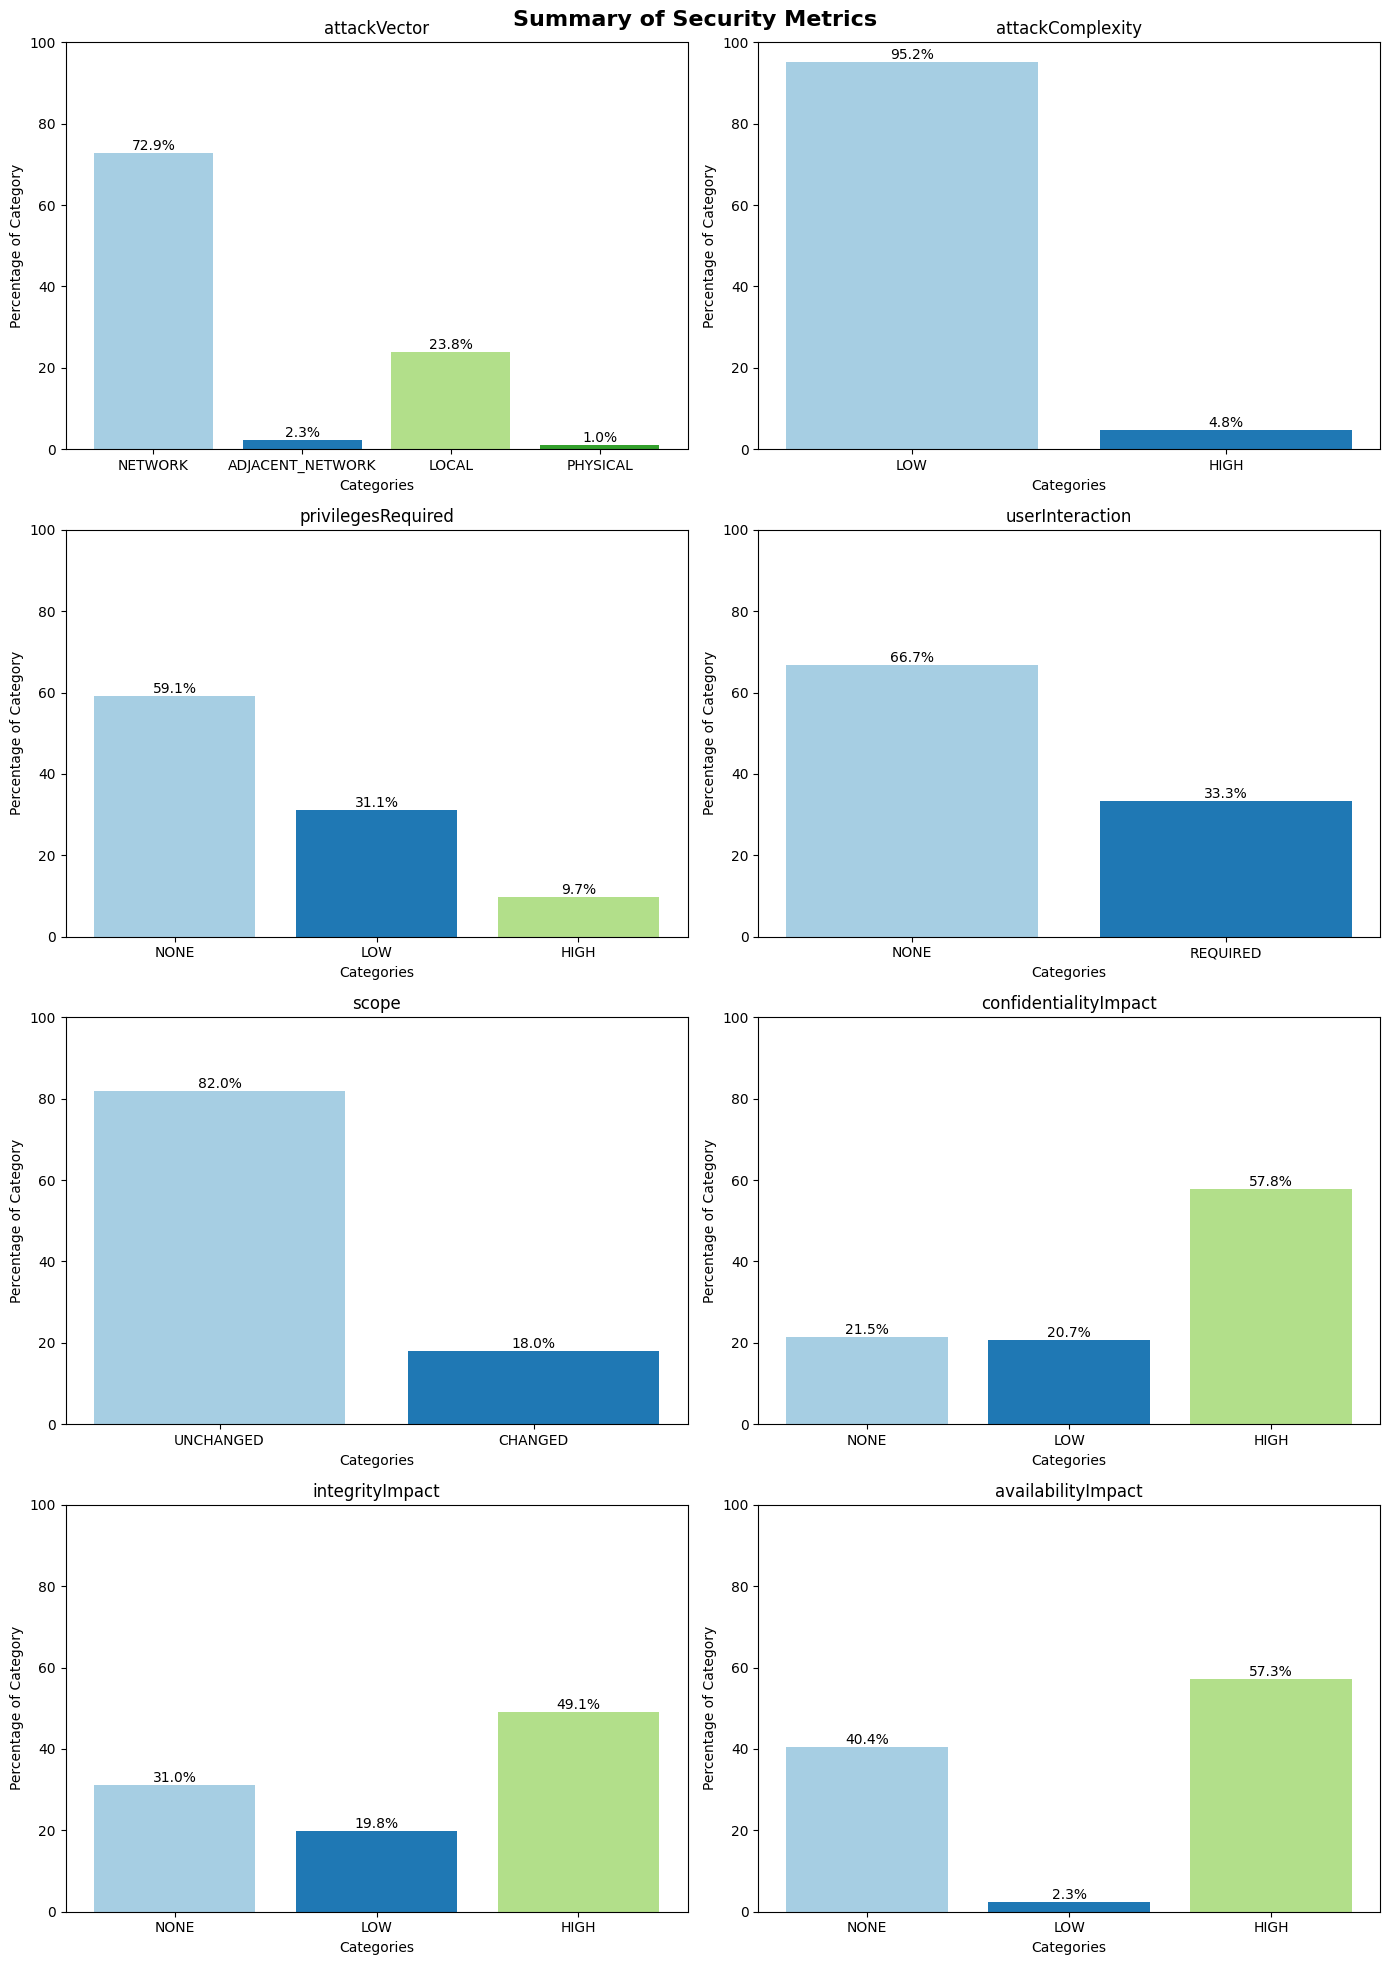 Summary of Security Metrics
attackVector
100
80
60
40
20
0
Percentage of Category
72.9%
2.3%
23.8%
1.0%
NETWORK
ADJACENT_NETWORK
LOCAL
PHYSICAL
Categories
attackComplexity
100
80
60
40
20
0
Percentage of Category
95.2%
4.8%
LOW
HIGH
Categories
privilegesRequired
100
80
60
40
20
0
Percentage of Category
59.1%
31.1%
9.7%
NONE
LOW
HIGH
Categories
userInteraction
100
80
60
40
20
0
Percentage of Category
66.7%
33.3%
NONE
REQUIRED
Categories
scope
100
80
60
40
20
0
Percentage of Category
82.0%
18.0%
UNCHANGED
CHANGED
Categories
confidentialityImpact
100
80
60
40
20
0
Percentage of Category
21.5%
20.7%
57.8%
NONE
LOW
HIGH
Categories
integrityImpact
100
80
60
40
20
0
Percentage of Category
31.0%
19.8%
49.1%
NONE
LOW
HIGH
Categories
availabilityImpact
100
80
60
40
20
0
Percentage of Category
40.4%
2.3%
57.3%
NONE
LOW
HIGH
Categories